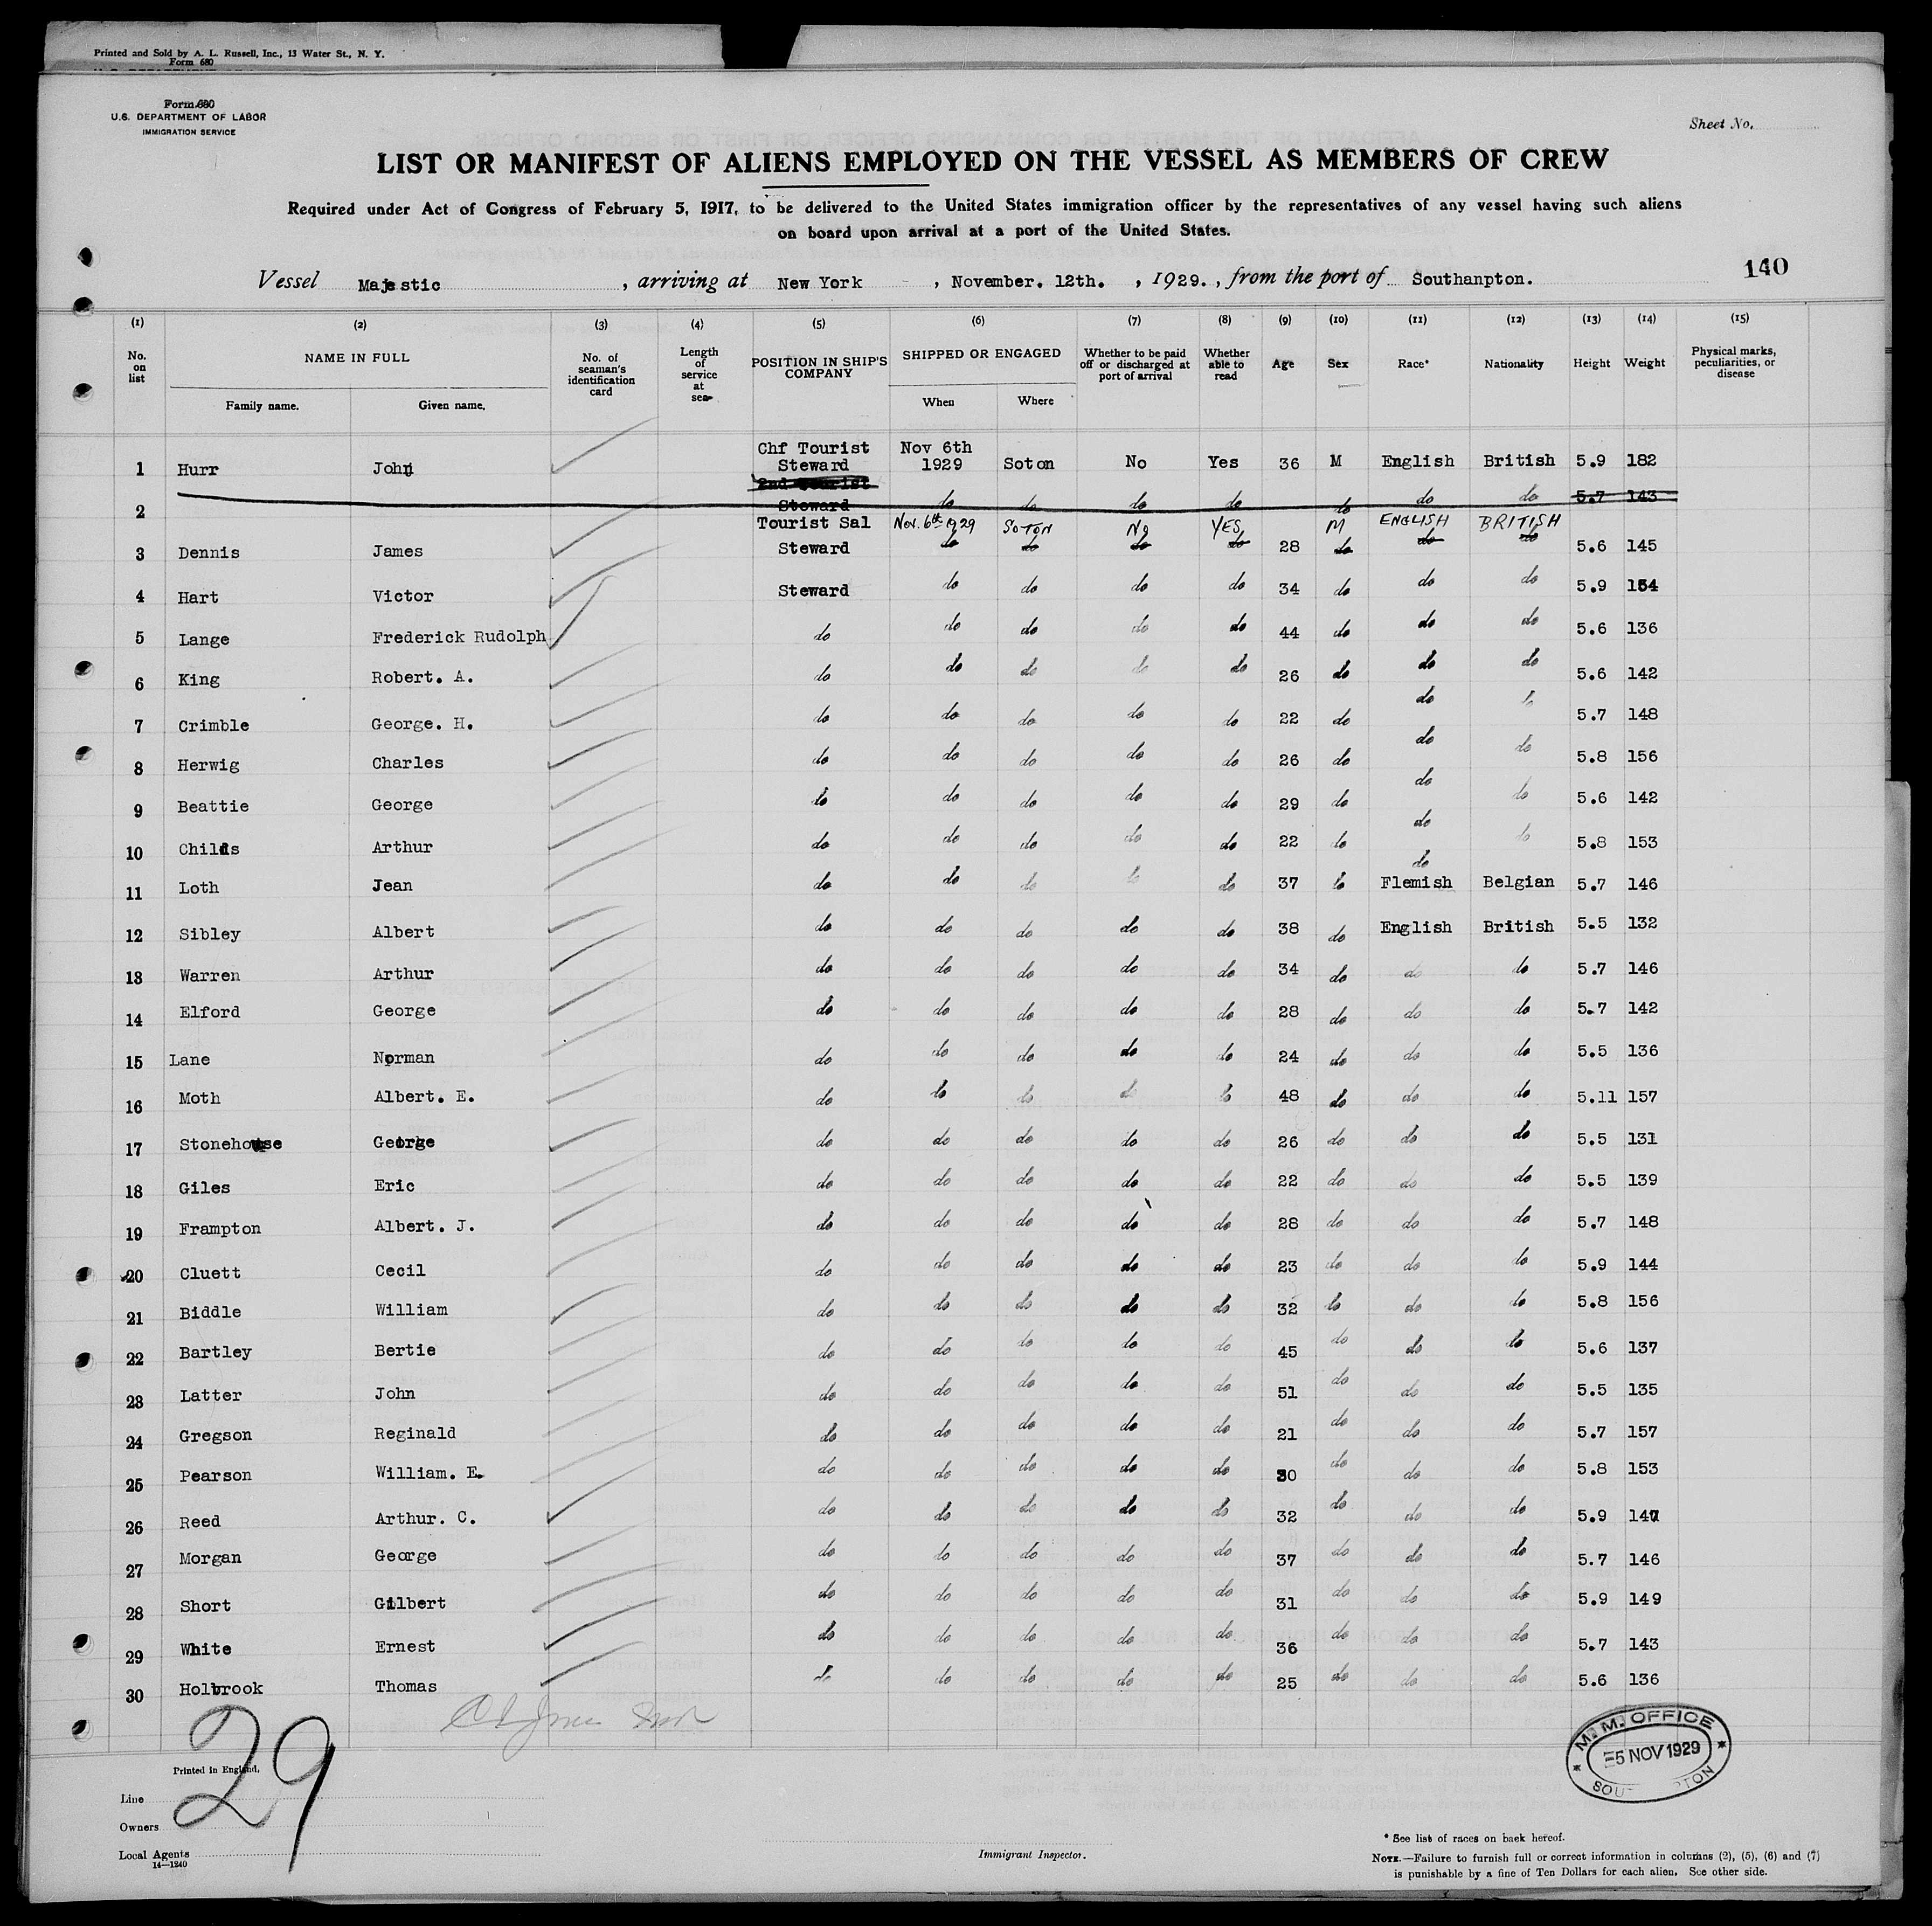 Printed and Sold by A. L. Russell, Inc., 13 Water St., N. Y.
Form 680
Form 680
U.S. DEPARTMENT OF LABOR
IMMIGRATION SERVICE
Sheet No.
LIST OR MANIFEST OF ALIENS EMPLOYED ON THE VESSEL AS MEMBERS OF CREW
Required under Act of Congress of February 5, 1917, to be delivered to the United States immigration officer by the representatives of any vessel having such aliens
on board upon arrival at a port of the United States.
140
Vessel Majestic, arriving at New York, November. 12th., 1929., from the port of Southanpton.
(1) (2) (3) (4) (5) (6) (7) (8) (9) (10) (11) (12) (13) (14) (15)
No. on list NAME IN FULL No. of seaman's identification card Length of service at sea POSITION IN SHIP'S COMPANY SHIPPED OR ENGAGED Whether to be paid off or discharged at port of arrival Whether able to read Age Sex Race* Nationality Height Weight Physical marks, peculiarities, or disease
Family name. Given name. When Where
1 Hurr John Chf Tourist Steward Nov 6th 1929 Soton No Yes 36 M English British 5.9 182
2 2nd Tourist Steward do do do do do do do 5.7 143
Tourist Sal Nov. 6th 1929 SOTON No YES M ENGLISH BRITISH
3 Dennis James Steward do do do do 28 do do do 5.6 145
4 Hart Victor Steward do do do do 34 do do do 5.9 154
5 Lange Frederick Rudolph do do do do do 44 do do do 5.6 136
6 King Robert. A. do do do do do 26 do do do 5.6 142
7 Crimble George. H. do do do do do 22 do do do 5.7 148
8 Herwig Charles do do do do do 26 do do do 5.8 156
9 Beattie George do do do do do 29 do do do 5.6 142
10 Childs Arthur do do do do do 22 do do do 5.8 153
do
11 Loth Jean do do do do do 37 do Flemish Belgian 5.7 146
12 Sibley Albert do do do do do 38 do English British 5.5 132
13 Warren Arthur do do do do do 34 do do do 5.7 146
14 Elford George do do do do do 28 do do do 5.7 142
15 Lane Norman do do do do do 24 do do do 5.5 136
16 Moth Albert. E. do do do do do 48 do do do 5.11 157
17 Stonehouse George do do do do do 26 do do do 5.5 131
18 Giles Eric do do do do do 22 do do do 5.5 139
19 Frampton Albert. J. do do do do do 28 do do do 5.7 148
20 Cluett Cecil do do do do do 23 do do do 5.9 144
21 Biddle William do do do do do 32 do do do 5.8 156
22 Bartley Bertie do do do do do 45 do do do 5.6 137
23 Latter John do do do do do 51 do do do 5.5 135
24 Gregson Reginald do do do do do 21 do do do 5.7 157
25 Pearson William. E. do do do do do 30 do do do 5.8 153
26 Reed Arthur. C. do do do do do 32 do do do 5.9 147
27 Morgan George do do do do do 37 do do do 5.7 146
28 Short Gilbert do do do do do 31 do do do 5.9 149
29 White Ernest do do do do do 36 do do do 5.7 143
30 Holbrook Thomas do do do do do 25 do do do 5.6 136
29
M. M. OFFICE
5 NOV 1929
Printed in England.
Line
Owners
Local Agents
14—1240
Immigrant Inspector.
* See list of races on back hereof.
NOTE.—Failure to furnish full or correct information in columns (2), (5), (6) and (7)
is punishable by a fine of Ten Dollars for each alien. See other side.